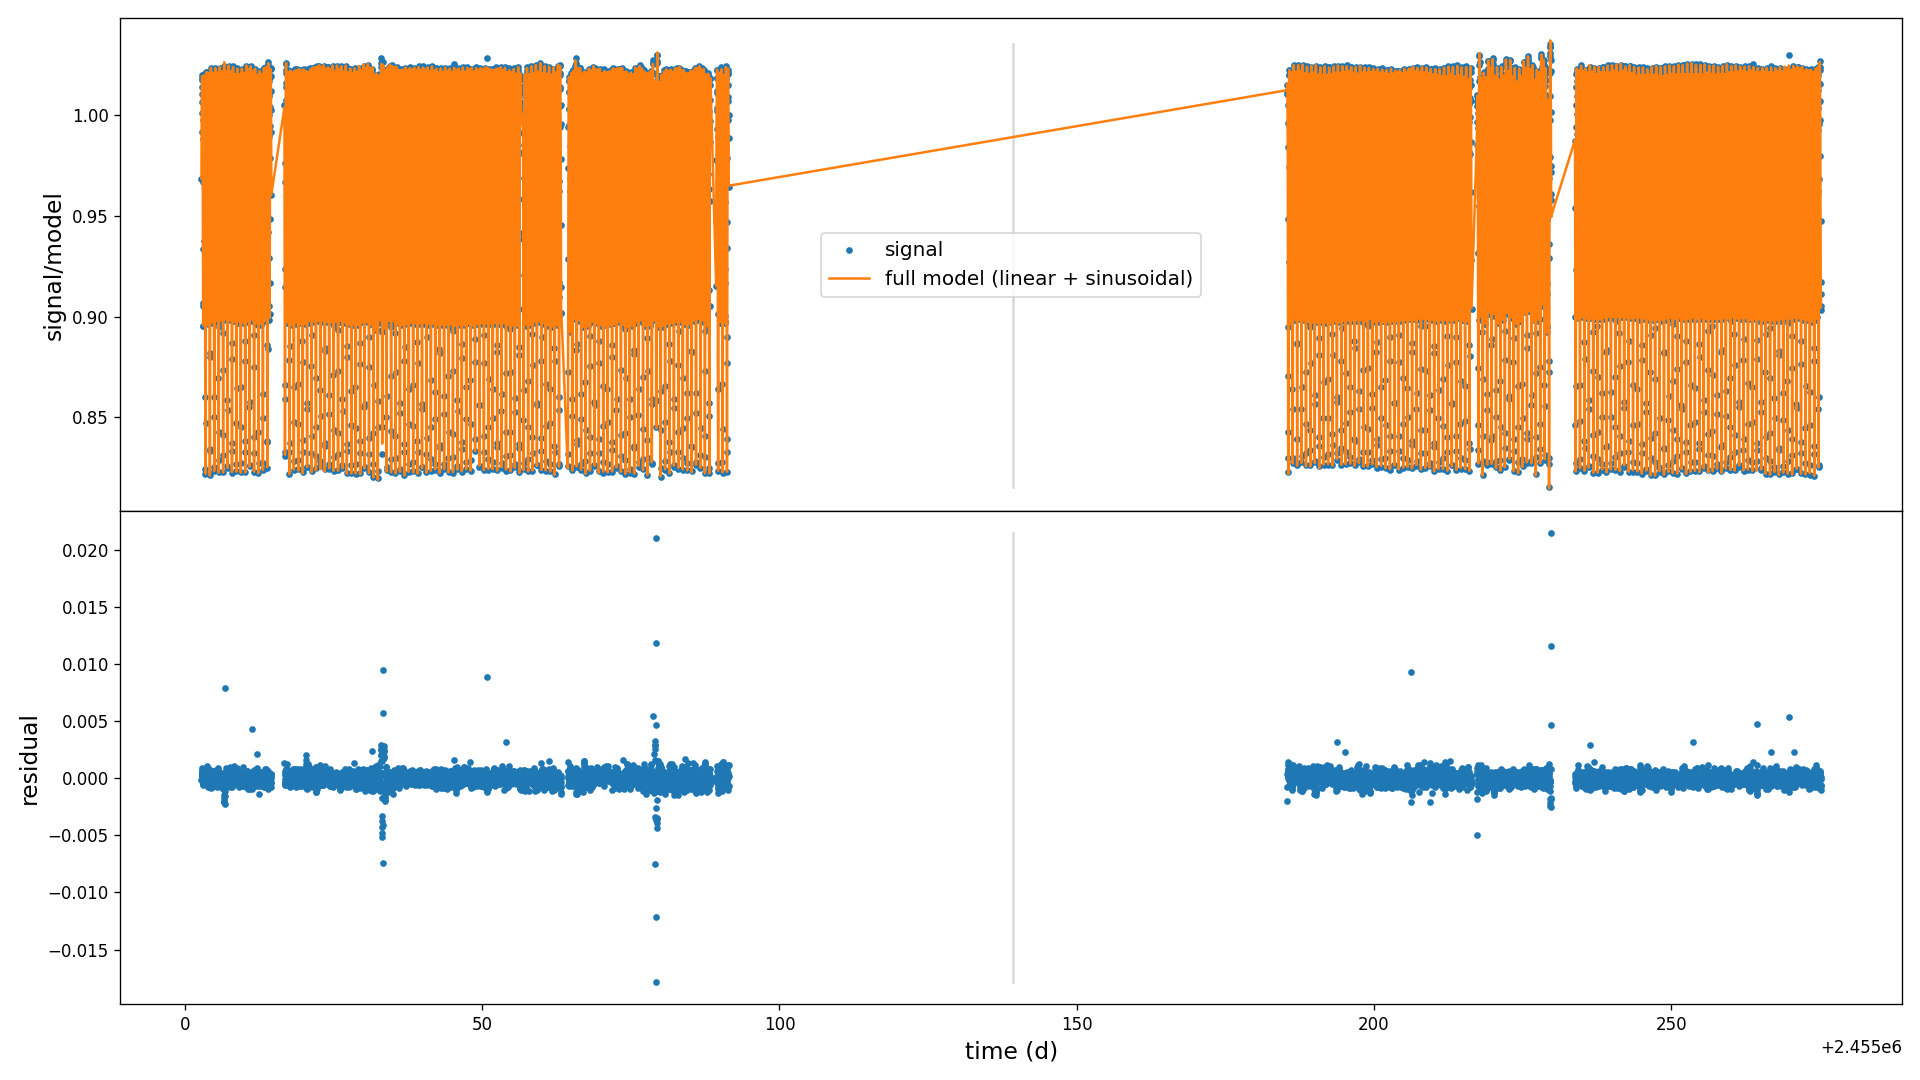 signal/model
1.00
0.95
0.90
0.85
signal
full model (linear + sinusoidal)
residual
0.020
0.015
0.010
0.005
0.000
−0.005
−0.010
−0.015
0 50 100 150 200 250
time (d)
+2.455e6